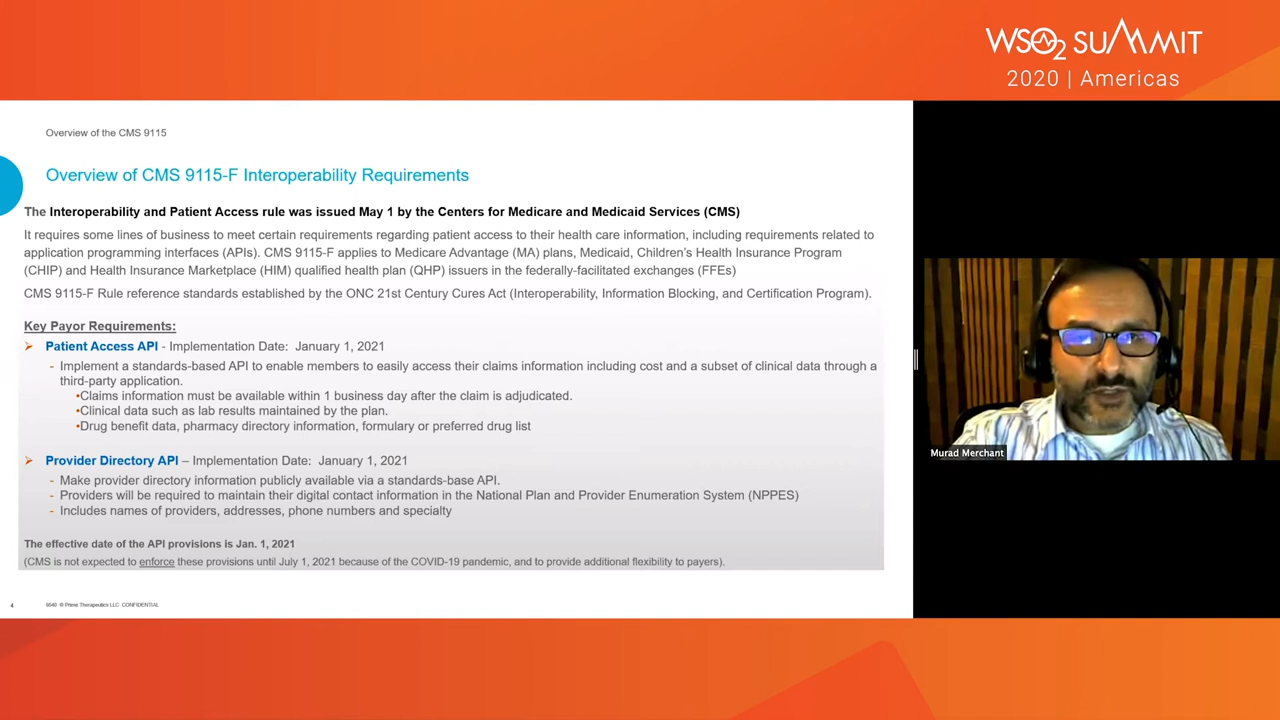 WSO2 SUMMIT
2020 | Americas
Overview of the CMS 9115
Overview of CMS 9115-F Interoperability Requirements
The Interoperability and Patient Access rule was issued May 1 by the Centers for Medicare and Medicaid Services (CMS)
It requires some lines of business to meet certain requirements regarding patient access to their health care information, including requirements related to
application programming interfaces (APIs). CMS 9115-F applies to Medicare Advantage (MA) plans, Medicaid, Children's Health Insurance Program
(CHIP) and Health Insurance Marketplace (HIM) qualified health plan (QHP) issuers in the federally-facilitated exchanges (FFEs)
CMS 9115-F Rule reference standards established by the ONC 21st Century Cures Act (Interoperability, Information Blocking, and Certification Program).
Key Payor Requirements:
➢ Patient Access API - Implementation Date: January 1, 2021
- Implement a standards-based API to enable members to easily access their claims information including cost and a subset of clinical data through a
third-party application.
•Claims information must be available within 1 business day after the claim is adjudicated.
•Clinical data such as lab results maintained by the plan.
•Drug benefit data, pharmacy directory information, formulary or preferred drug list
➢ Provider Directory API – Implementation Date: January 1, 2021
- Make provider directory information publicly available via a standards-base API.
- Providers will be required to maintain their digital contact information in the National Plan and Provider Enumeration System (NPPES)
- Includes names of providers, addresses, phone numbers and specialty
The effective date of the API provisions is Jan. 1, 2021
(CMS is not expected to enforce these provisions until July 1, 2021 because of the COVID-19 pandemic, and to provide additional flexibility to payers).
4
© Prime Therapeutics LLC CONFIDENTIAL
Murad Merchant